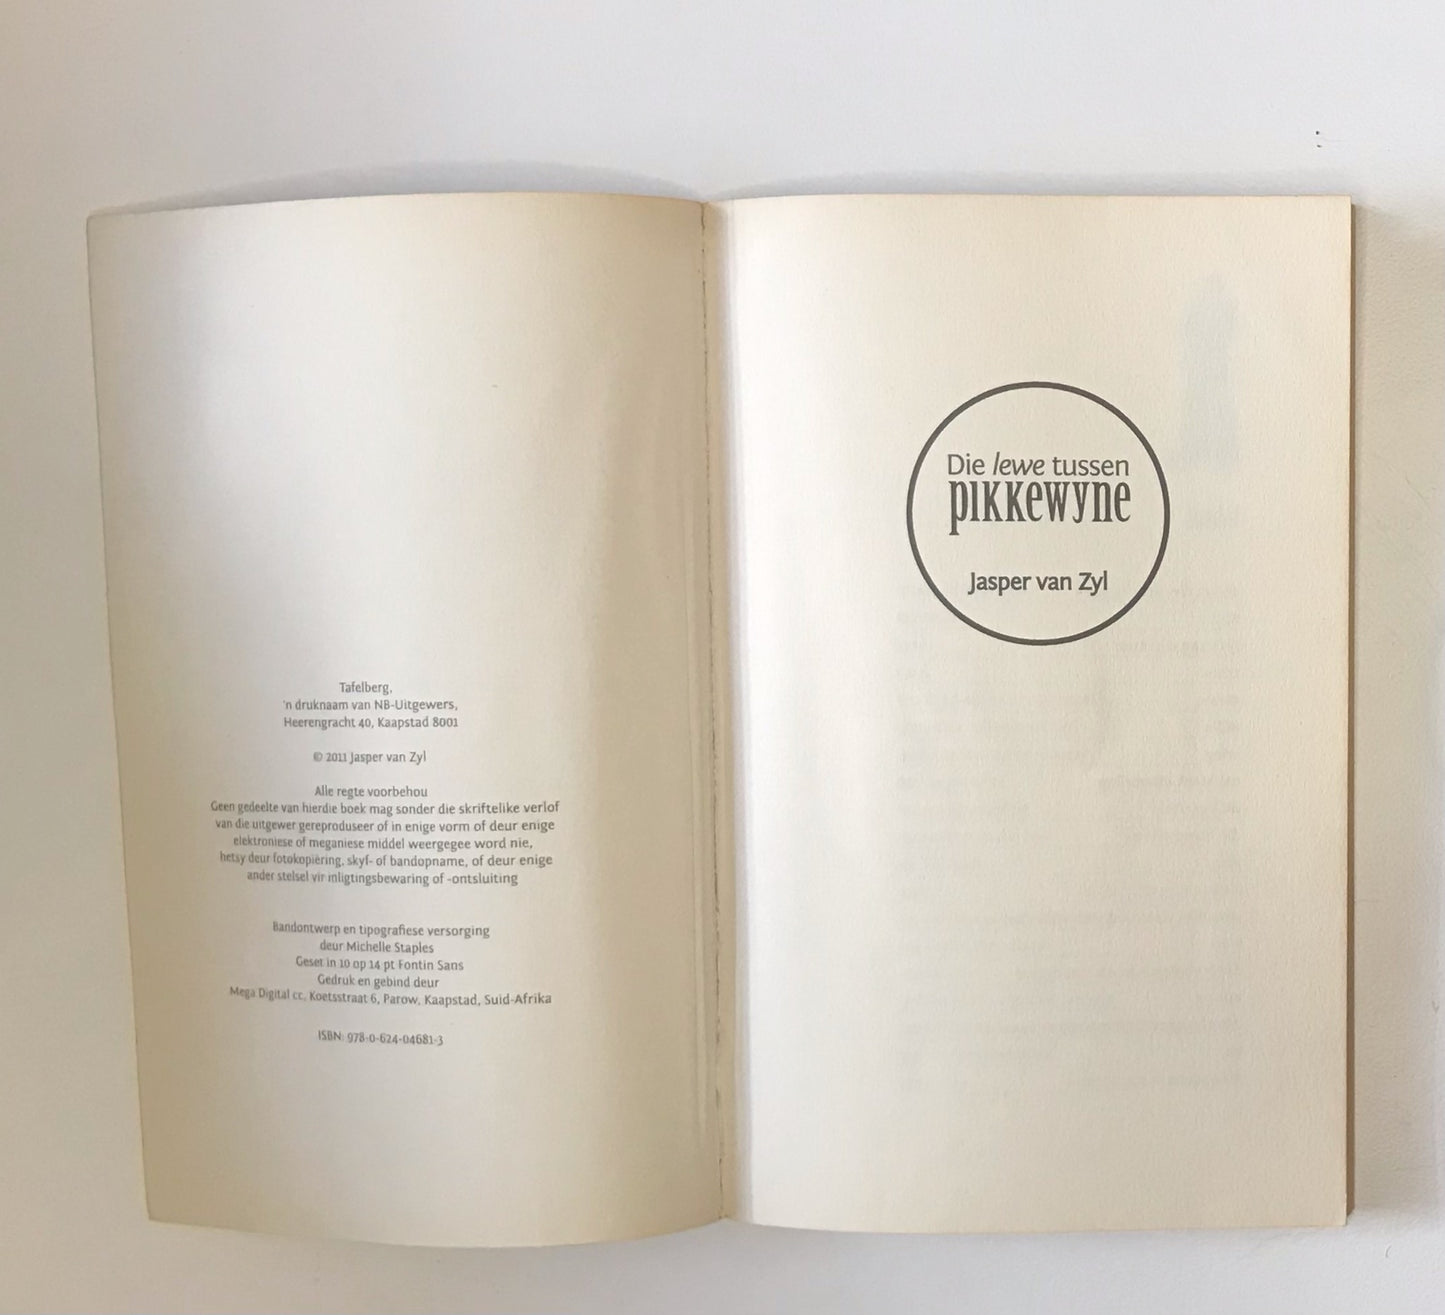 Tafelberg,
'n druknaam van NB-Uitgewers,
Heerengracht 40, Kaapstad 8001
© 2011 Jasper van Zyl
Alle regte voorbehou
Geen gedeelte van hierdie boek mag sonder die skriftelike verlof
van die uitgewer gereproduseer of in enige vorm of deur enige
elektroniese of meganiese middel weergegee word nie,
hetsy deur fotokopiëring, skyf- of bandopname, of deur enige
ander stelsel vir inligtingsbewaring of -ontsluiting
Bandontwerp en tipografiese versorging
deur Michelle Staples
Geset in 10 op 14 pt Fontin Sans
Gedruk en gebind deur
Mega Digital cc, Koetsstraat 6, Parow, Kaapstad, Suid-Afrika
ISBN: 978-0-624-04681-3
Die lewe tussen
pikkewyne
Jasper van Zyl